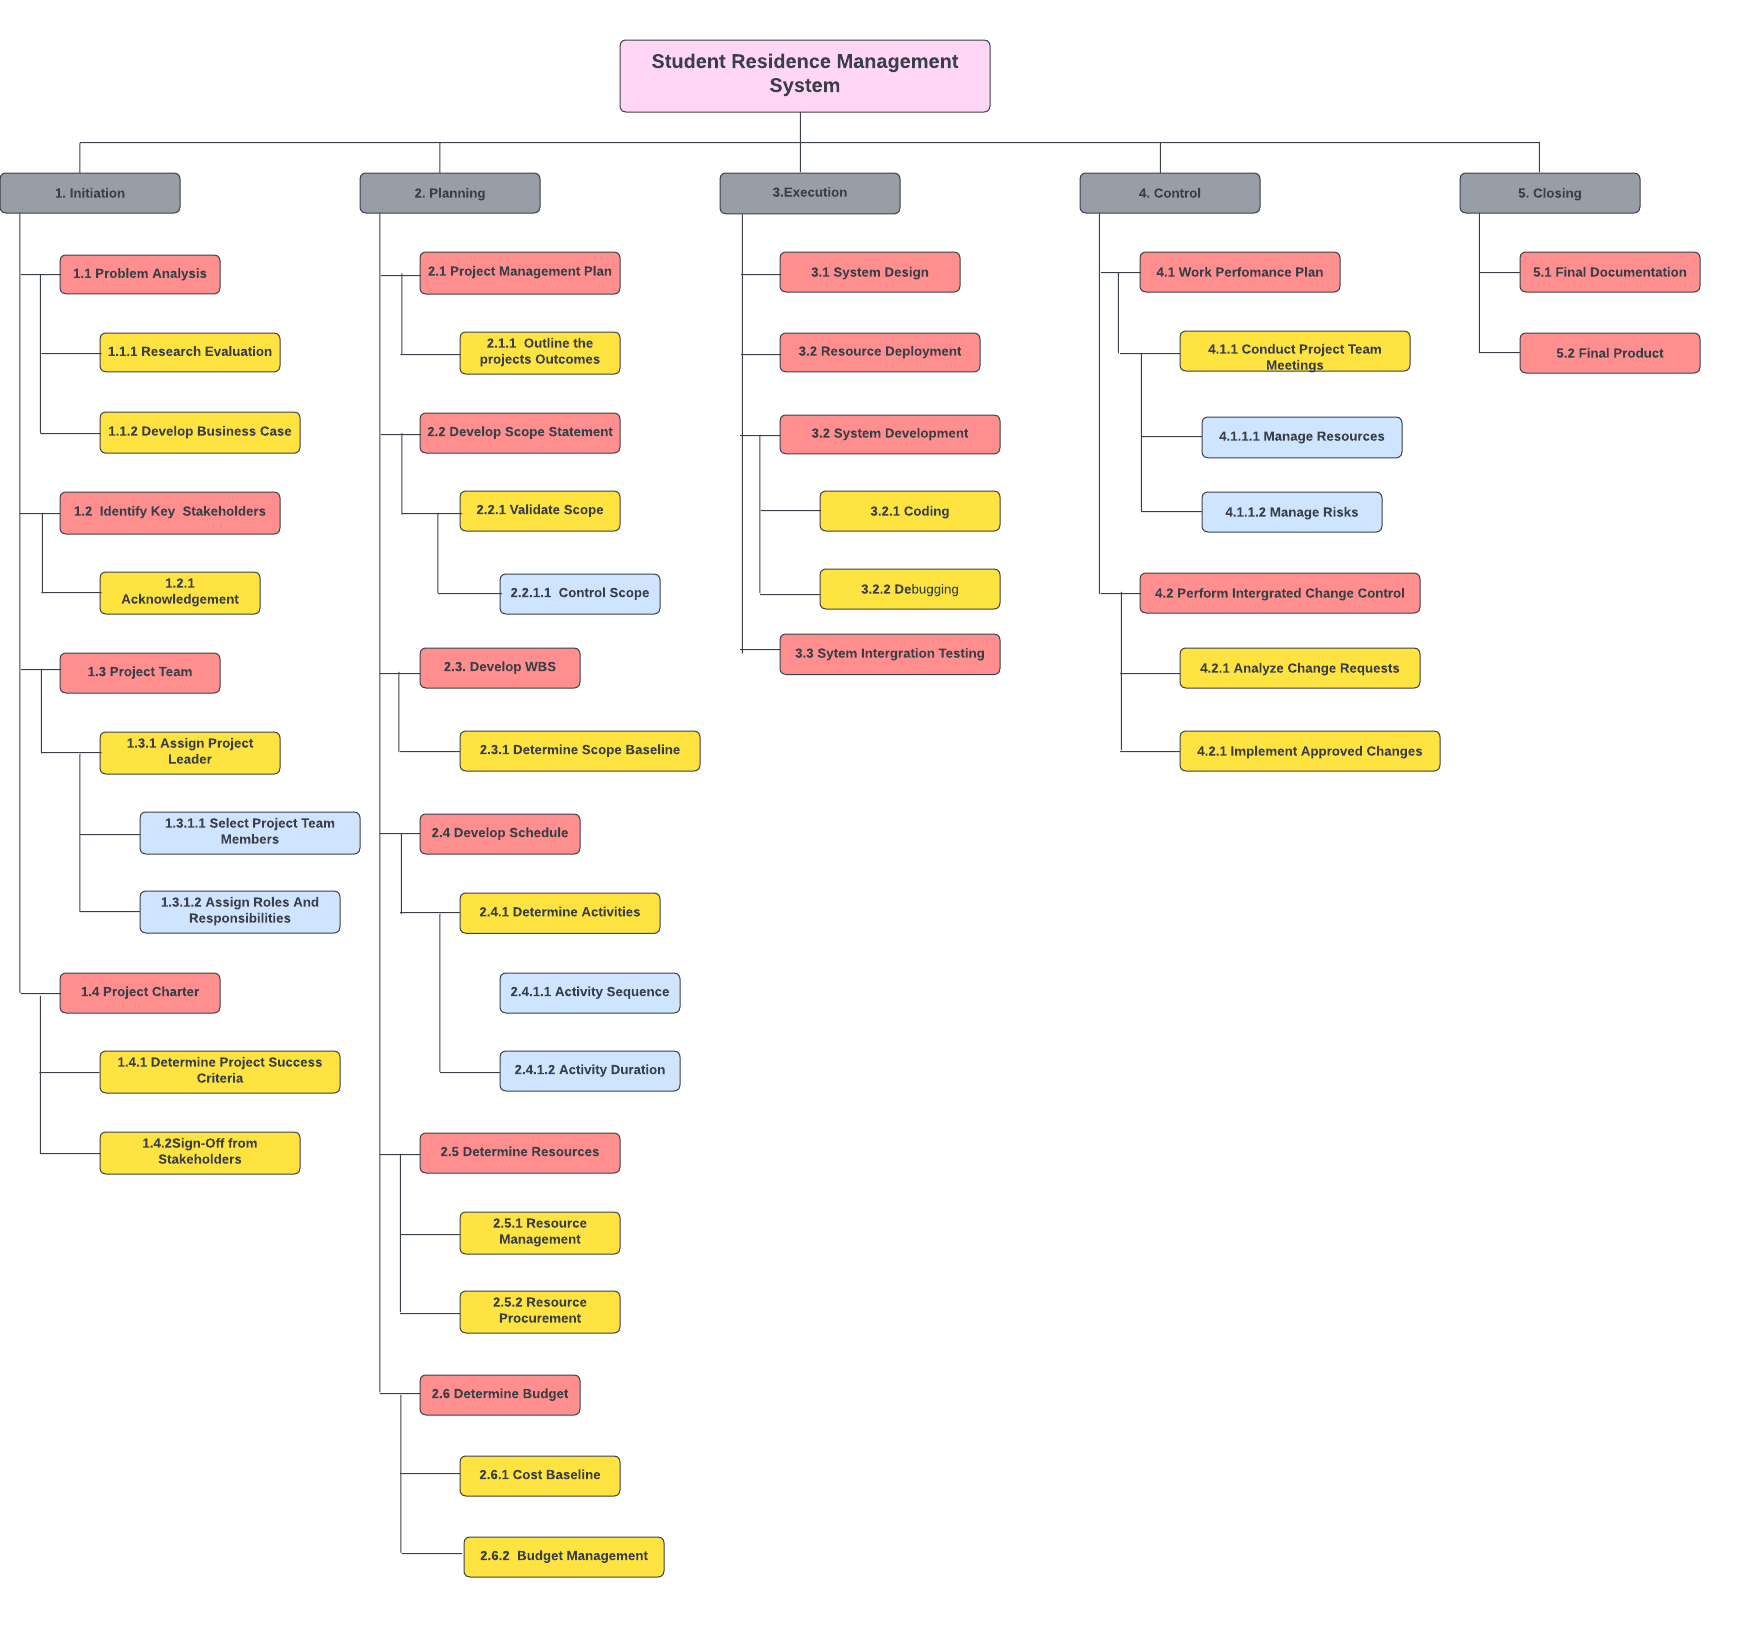 Student Residence Management
System
1. Initiation
1.1 Problem Analysis
1.1.1 Research Evaluation
1.1.2 Develop Business Case
1.2  Identify Key  Stakeholders
1.2.1
Acknowledgement
1.3 Project Team
1.3.1 Assign Project
Leader
1.3.1.1 Select Project Team
Members
1.3.1.2 Assign Roles And
Responsibilities
1.4 Project Charter
1.4.1 Determine Project Success
Criteria
1.4.2Sign-Off from
Stakeholders
2. Planning
2.1 Project Management Plan
2.1.1  Outline the
projects Outcomes
2.2 Develop Scope Statement
2.2.1 Validate Scope
2.2.1.1  Control Scope
2.3. Develop WBS
2.3.1 Determine Scope Baseline
2.4 Develop Schedule
2.4.1 Determine Activities
2.4.1.1 Activity Sequence
2.4.1.2 Activity Duration
2.5 Determine Resources
2.5.1 Resource
Management
2.5.2 Resource
Procurement
2.6 Determine Budget
2.6.1 Cost Baseline
2.6.2  Budget Management
3.Execution
3.1 System Design
3.2 Resource Deployment
3.2 System Development
3.2.1 Coding
3.2.2 Debugging
3.3 Sytem Intergration Testing
4. Control
4.1 Work Perfomance Plan
4.1.1 Conduct Project Team
Meetings
4.1.1.1 Manage Resources
4.1.1.2 Manage Risks
4.2 Perform Intergrated Change Control
4.2.1 Analyze Change Requests
4.2.1 Implement Approved Changes
5. Closing
5.1 Final Documentation
5.2 Final Product